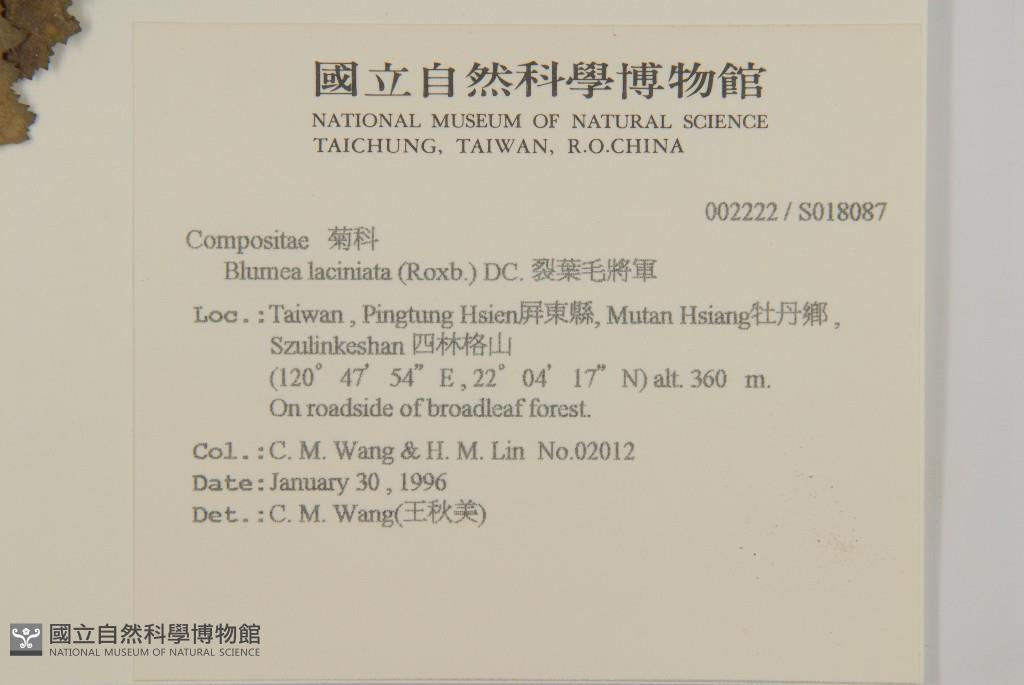 國立自然科學博物館
NATIONAL MUSEUM OF NATURAL SCIENCE
TAICHUNG, TAIWAN, R.O.CHINA
002222 / S018087
Compositae 菊科
Blumea laciniata (Roxb.) DC. 裂葉毛將軍
Loc.:Taiwan , Pingtung Hsien屏東縣, Mutan Hsiang牡丹鄉 ,
Szulinkeshan 四林格山
(120° 47' 54" E , 22° 04' 17" N) alt. 360 m.
On roadside of broadleaf forest.
Col.:C. M. Wang & H. M. Lin No.02012
Date:January 30 , 1996
Det.:C. M. Wang(王秋美)
國立自然科學博物館
NATIONAL MUSEUM OF NATURAL SCIENCE